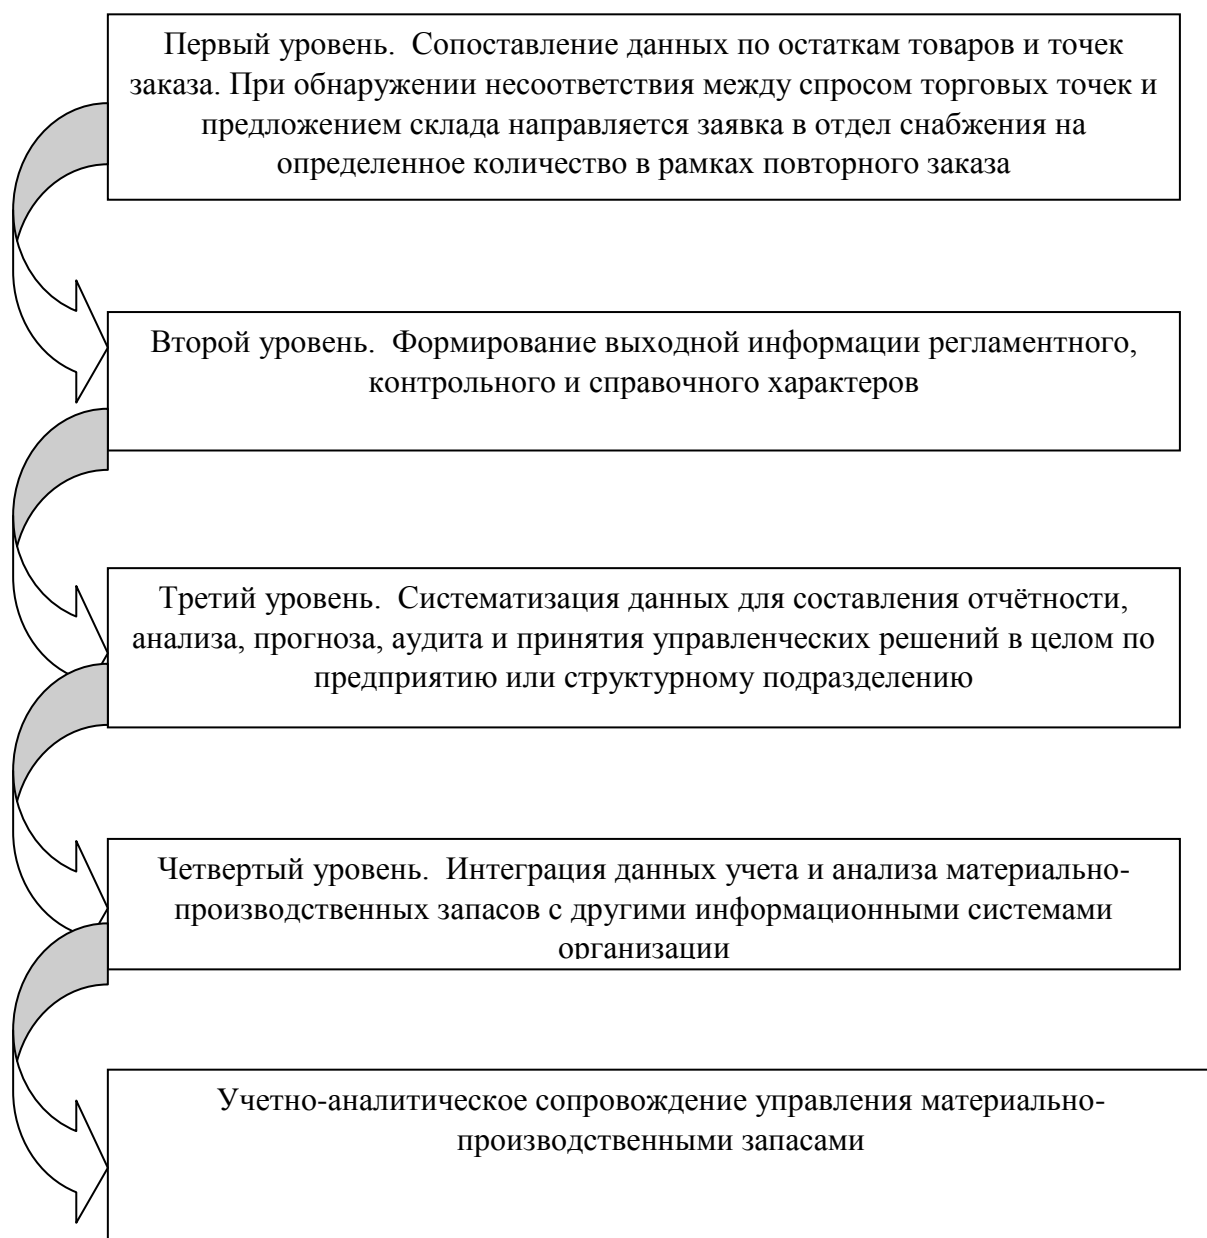 Первый уровень.  Сопоставление данных по остаткам товаров и точек
заказа. При обнаружении несоответствия между спросом торговых точек и
предложением склада направляется заявка в отдел снабжения на
определенное количество в рамках повторного заказа
Второй уровень.  Формирование выходной информации регламентного,
контрольного и справочного характеров
Третий уровень.  Систематизация данных для составления отчётности,
анализа, прогноза, аудита и принятия управленческих решений в целом по
предприятию или структурному подразделению
Четвертый уровень.  Интеграция данных учета и анализа материально-
производственных запасов с другими информационными системами
организации
Учетно-аналитическое сопровождение управления материально-
производственными запасами